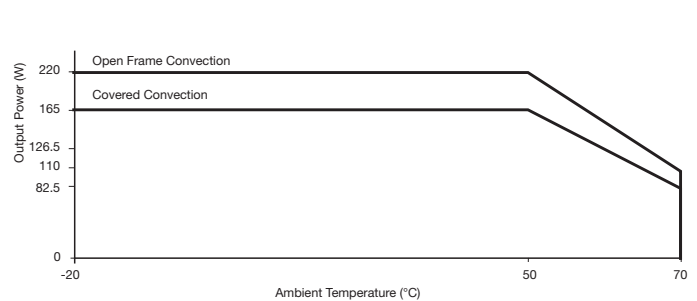 Open Frame Convection
Covered Convection
Output Power (W)
220
165
126.5
110
82.5
0
-20
50
70
Ambient Temperature (°C)